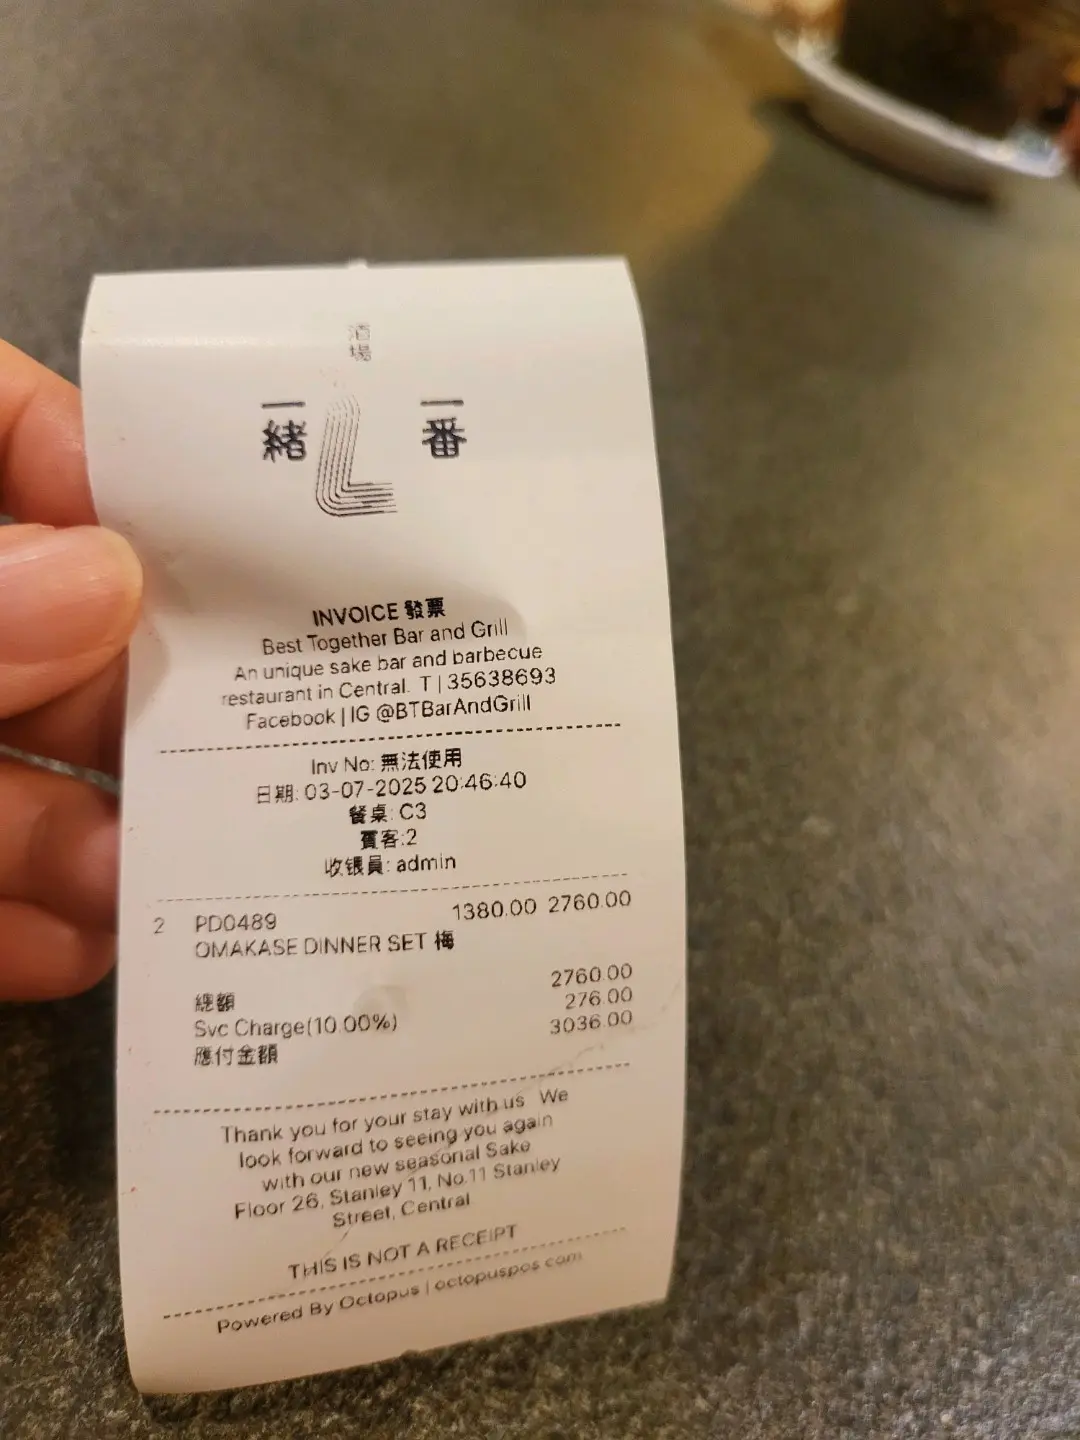 酒場
一緒
一番
INVOICE 發票
Best Together Bar and Grill
An unique sake bar and barbecue
restaurant in Central. T | 35638693
Facebook | IG @BTBarAndGrill
Inv No: 無法使用
日期: 03-07-2025 20:46:40
餐桌: C3
賓客:2
收银員: admin
2 PD0489 1380.00 2760.00
OMAKASE DINNER SET 梅
總額 2760.00
Svc Charge(10.00%) 276.00
應付金額 3036.00
Thank you for your stay with us We
look forward to seeing you again
with our new seasonal Sake
Floor 26, Stanley 11, No.11 Stanley
Street, Central
THIS IS NOT A RECEIPT
Powered By Octopus | octopuspos.com